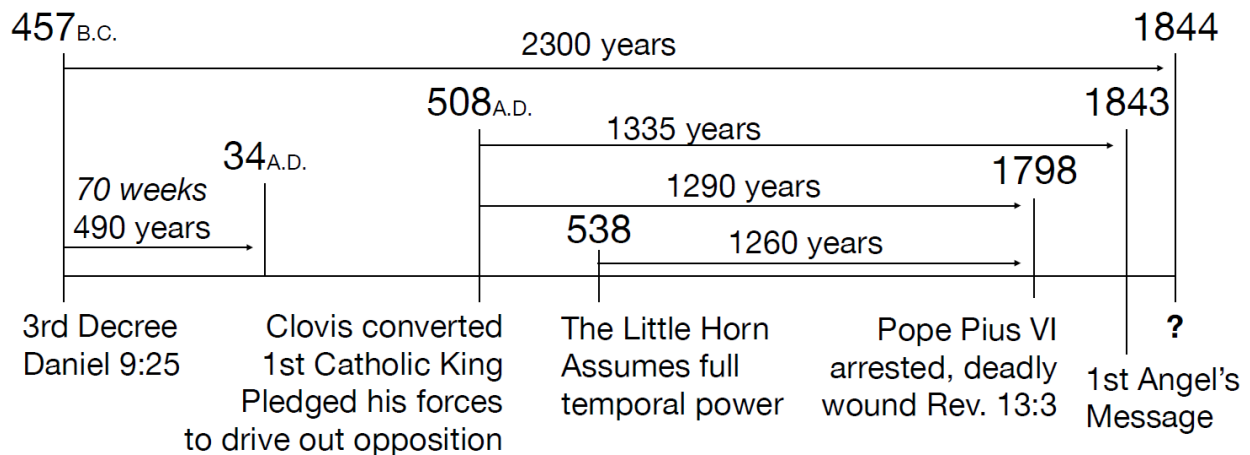 457B.C.
1844
2300 years
508A.D.
1843
1335 years
34A.D.
70 weeks
1798
1290 years
490 years
538
1260 years
3rd Decree
Daniel 9:25
Clovis converted
1st Catholic King
Pledged his forces
to drive out opposition
The Little Horn
Assumes full
temporal power
Pope Pius VI
arrested, deadly
wound Rev. 13:3
?
1st Angel's
Message